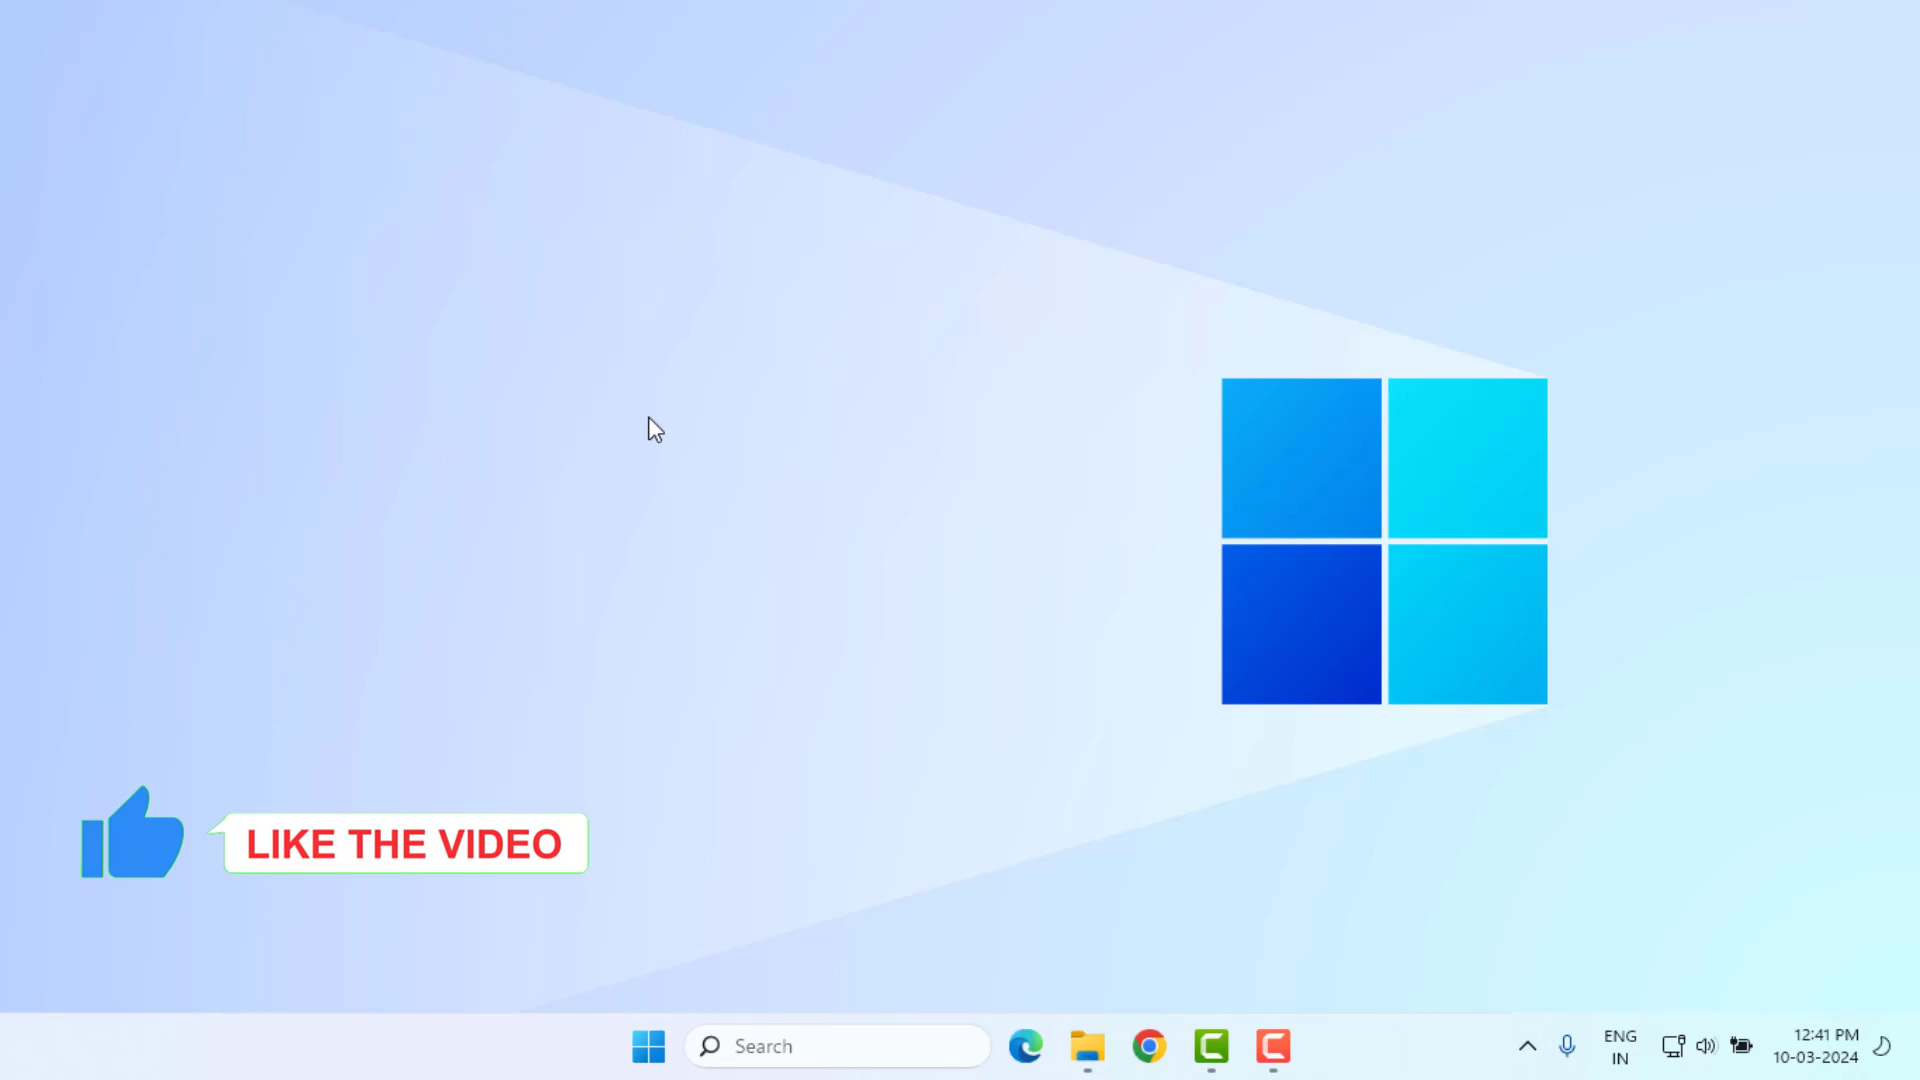 LIKE THE VIDEO
Search
ENG
IN
12:41 PM
10-03-2024